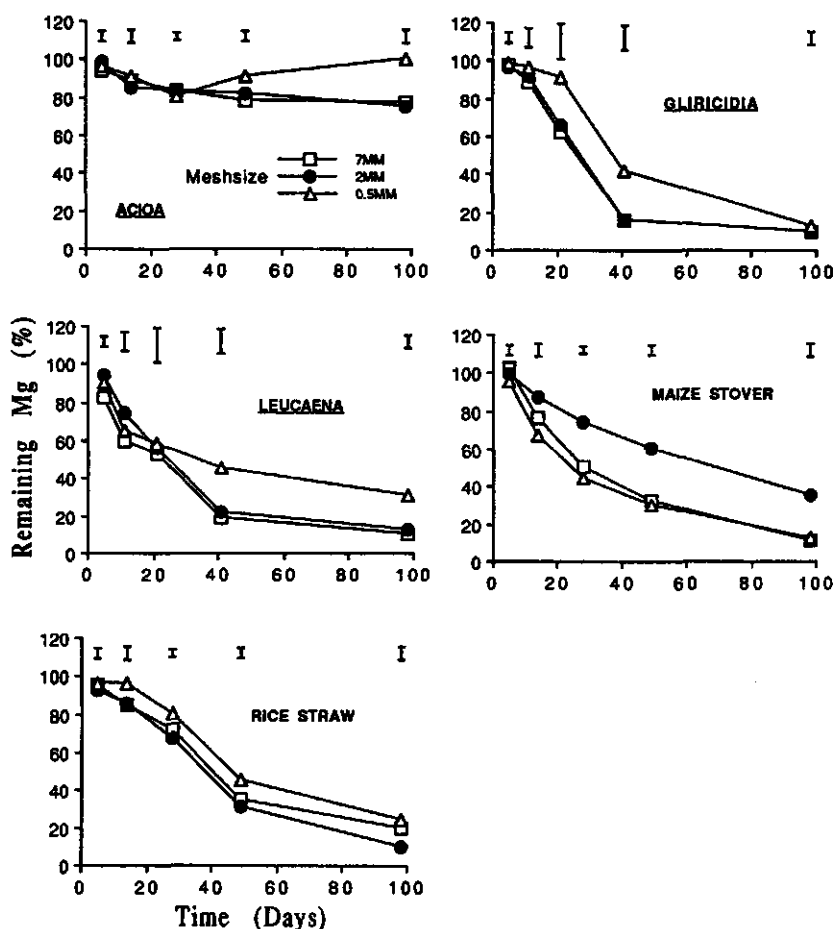 120
100
80
60
40
20
0
Meshsize
7MM
2MM
0.5MM
ACIOA
0 20 40 60 80 100
120
100
80
60
40
20
0
GLIRICIDIA
0 20 40 60 80 100
Remaining Mg (%)
120
100
80
60
40
20
0
LEUCAENA
0 20 40 60 80 100
120
100
80
60
40
20
0
MAIZE STOVER
0 20 40 60 80 100
120
100
80
60
40
20
0
RICE STRAW
0 20 40 60 80 100
Time (Days)